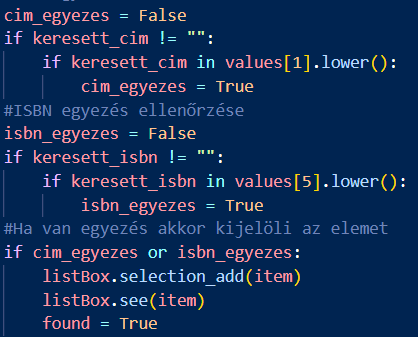 cim_egyezes = False
if keresett_cim != "":
    if keresett_cim in values[1].lower():
        cim_egyezes = True
#ISBN egyezés ellenőrzése
isbn_egyezes = False
if keresett_isbn != "":
    if keresett_isbn in values[5].lower():
        isbn_egyezes = True
#Ha van egyezés akkor kijelöli az elemet
if cim_egyezes or isbn_egyezes:
    listBox.selection_add(item)
    listBox.see(item)
    found = True